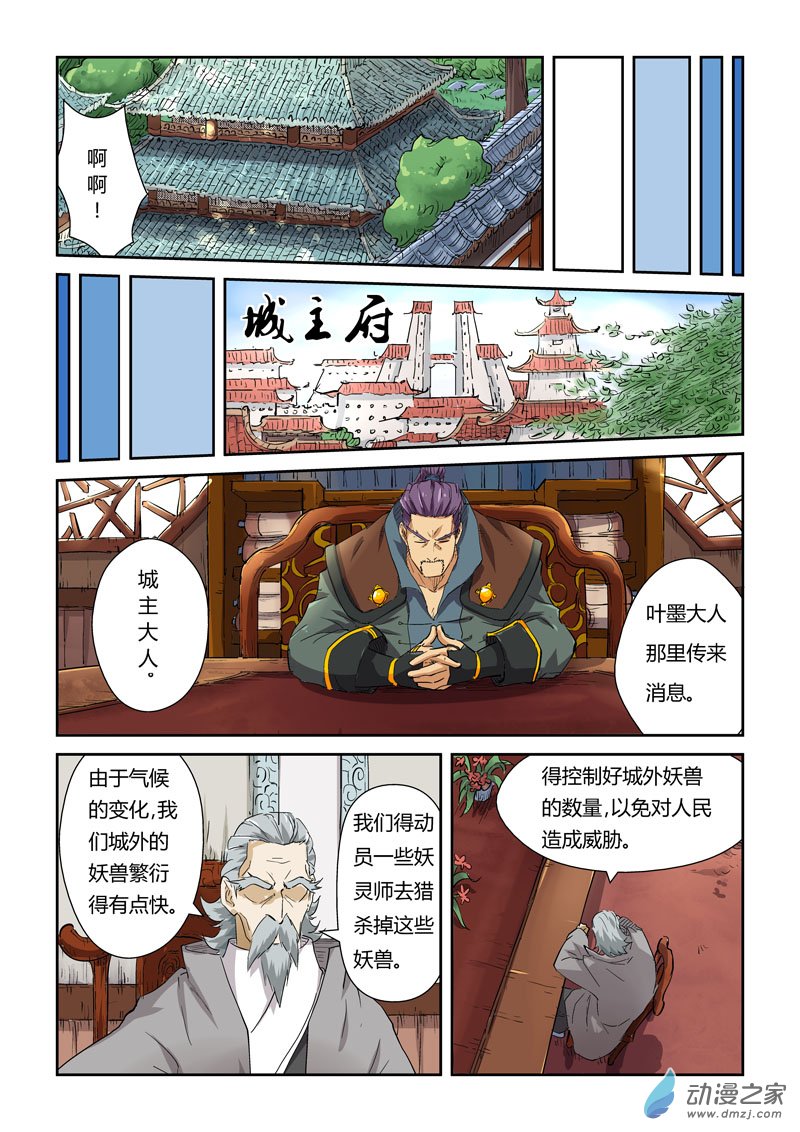 啊
啊
！
城主府
城主大人。
叶墨大人
那里传来
消息。
由于气候
的变化,我
们城外的
妖兽繁衍
得有点快。
我们得动
员一些妖
灵师去猎
杀掉这些
妖兽。
得控制好城外妖兽
的数量,以免对人民
造成威胁。
动漫之家
www.dmzj.com